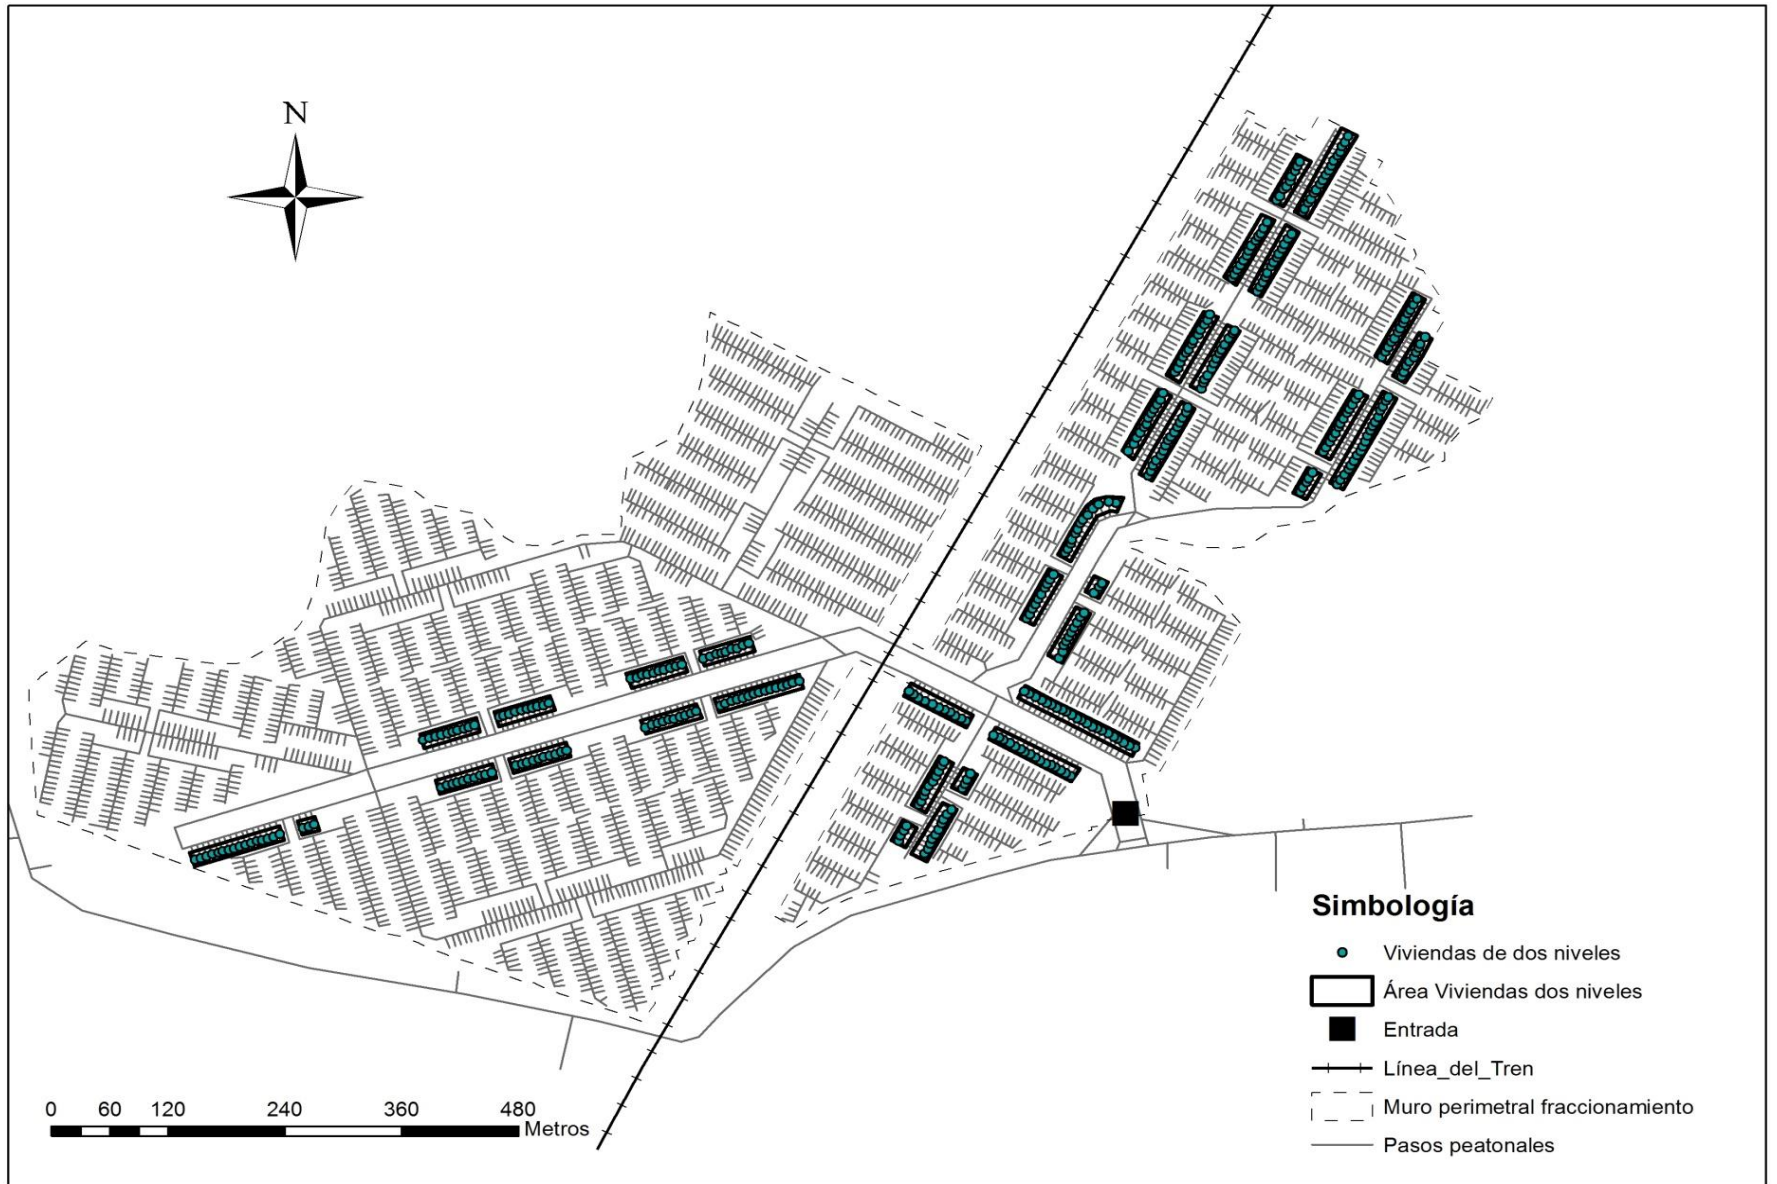 N
Simbología
Viviendas de dos niveles
Área Viviendas dos niveles
Entrada
Línea_del_Tren
Muro perimetral fraccionamiento
Pasos peatonales
0 60 120 240 360 480
Metros